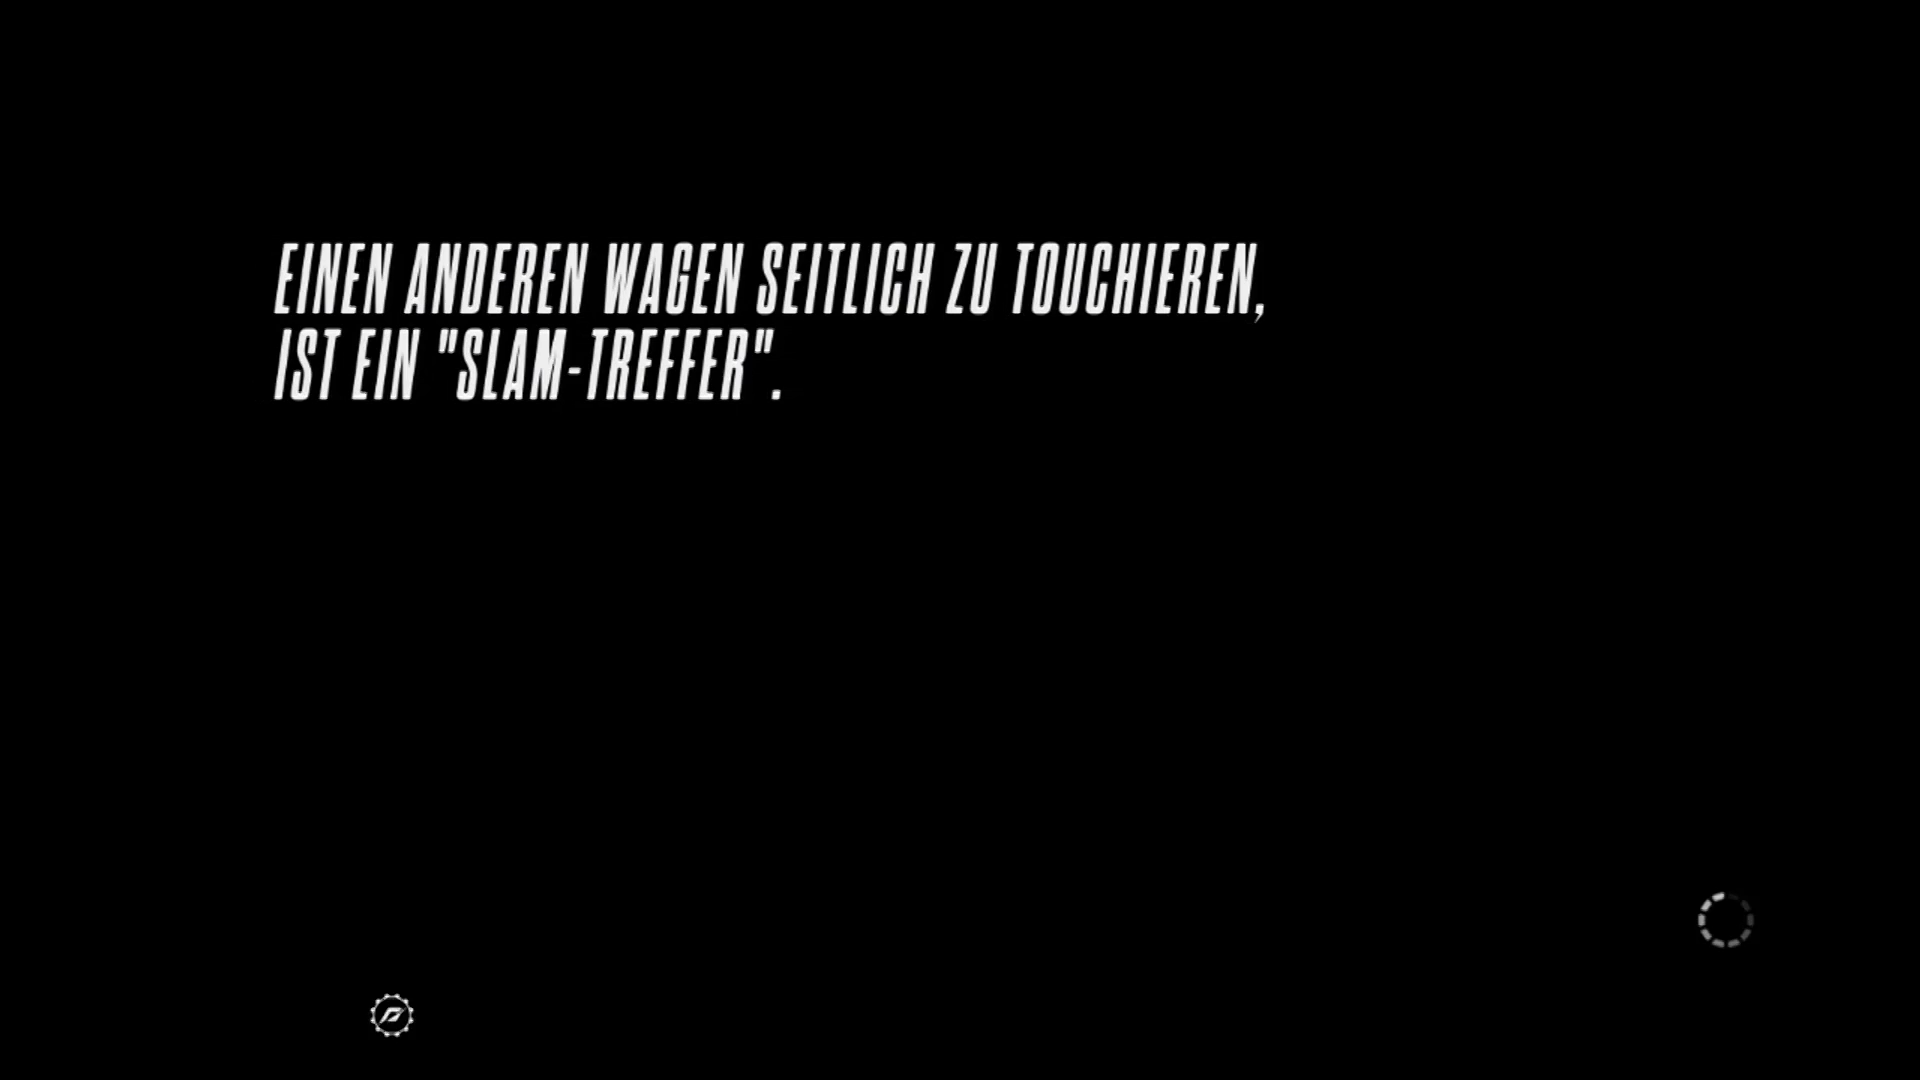 EINEN ANDEREN WAGEN SEITLICH ZU TOUCHIEREN,
IST EIN "SLAM-TREFFER".